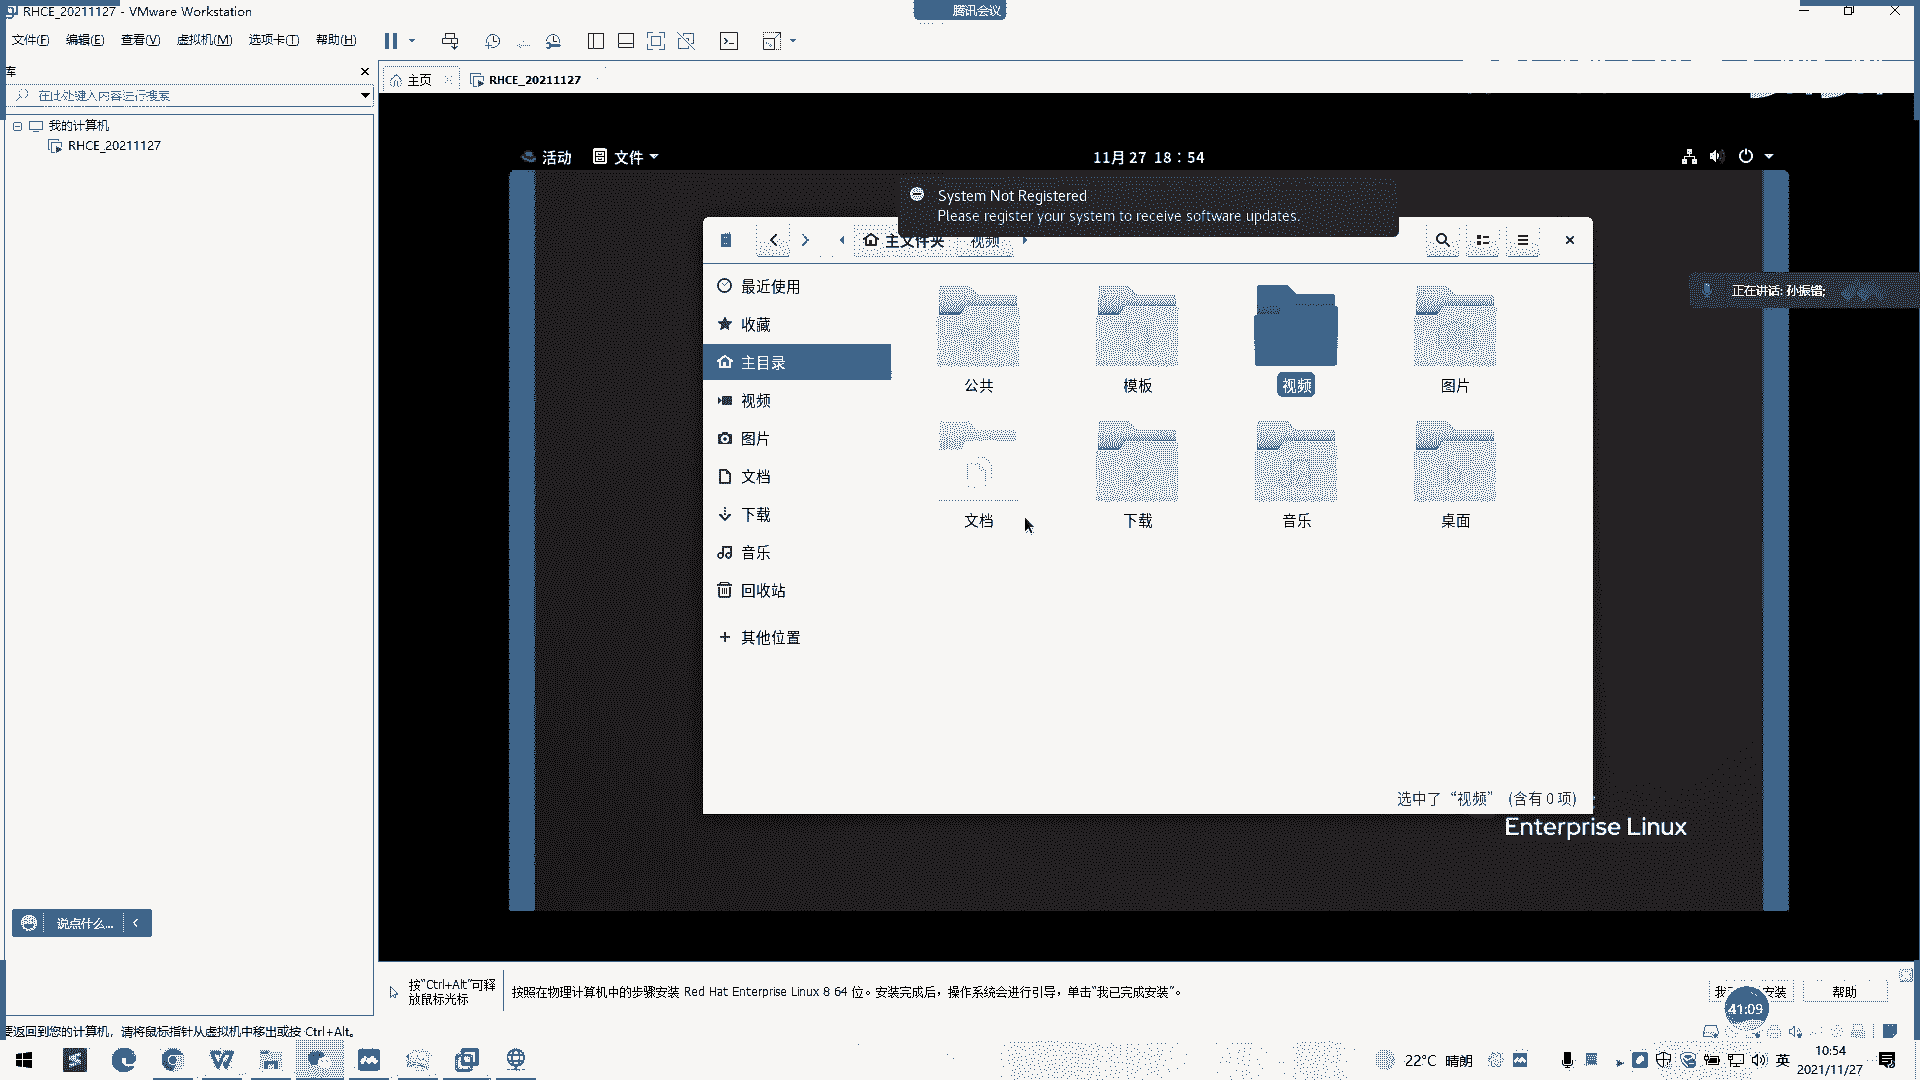 RHCE_20211127 - VMware Workstation
腾讯会议
文件(F) 编辑(E) 查看(V) 虚拟机(M) 选项卡(T) 帮助(H)
库
主页
RHCE_20211127
在此处键入内容进行搜索
我的计算机
RHCE_20211127
活动
文件
11月 27 18：54
System Not Registered
Please register your system to receive software updates.
主文件夹
视频
正在讲话: 孙振锴;
最近使用
收藏
主目录
视频
图片
文档
下载
音乐
回收站
其他位置
公共
模板
视频
图片
文档
下载
音乐
桌面
选中了“视频” (含有 0 项)
Enterprise Linux
说点什么...
按"Ctrl+Alt"可释
放鼠标光标
按照在物理计算机中的步骤安装 Red Hat Enterprise Linux 8 64 位。安装完成后，操作系统会进行引导，单击“我已完成安装”。
我 安装
帮助
41:09
要返回到您的计算机，请将鼠标指针从虚拟机中移出或按 Ctrl+Alt。
22°C 晴朗
英
10:54
2021/11/27